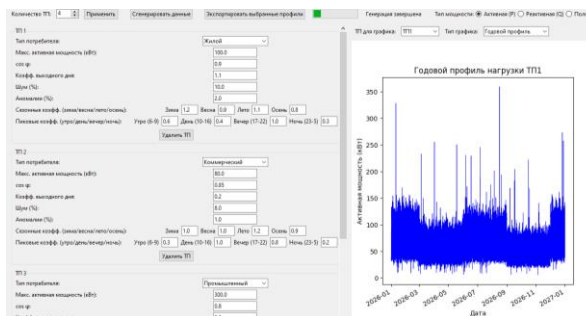 Количество ТП: 4 Применить Сгенерировать данные Экспортировать выбранные профили Генерация завершена Тип мощности: Активная (P) Реактивная (Q) Пол
ТП для графика: ТП1 Тип графика: Годовой профиль
ТП 1
Тип потребителя: Жилой
Макс. активная мощность (кВт): 100.0
cos φ: 0.9
Коэфф. выходного дня: 1.1
Шум (%): 10.0
Аномалии (%): 2.0
Сезонные коэфф. (зима/весна/лето/осень): Зима 1.2 Весна 0.9 Лето 1.1 Осень 0.8
Пиковые коэфф. (утро/день/вечер/ночь): Утро (6-9) 0.6 День (10-16) 0.4 Вечер (17-22) 1.0 Ночь (23-5) 0.3
Удалить ТП
ТП 2
Тип потребителя: Коммерческий
Макс. активная мощность (кВт): 80.0
cos φ: 0.85
Коэфф. выходного дня: 0.2
Шум (%): 8.0
Аномалии (%): 1.0
Сезонные коэфф. (зима/весна/лето/осень): Зима 1.0 Весна 1.0 Лето 1.2 Осень 0.9
Пиковые коэфф. (утро/день/вечер/ночь): Утро (6-9) 0.3 День (10-16) 1.0 Вечер (17-22) 0.8 Ночь (23-5) 0.2
Удалить ТП
ТП 3
Тип потребителя: Промышленный
Макс. активная мощность (кВт): 300.0
cos φ: 0.8
Годовой профиль нагрузки ТП1
Активная мощность (кВт)
350
300
250
200
150
100
50
0
2026-01 2026-03 2026-05 2026-07 2026-09 2026-11 2027-01
Дата